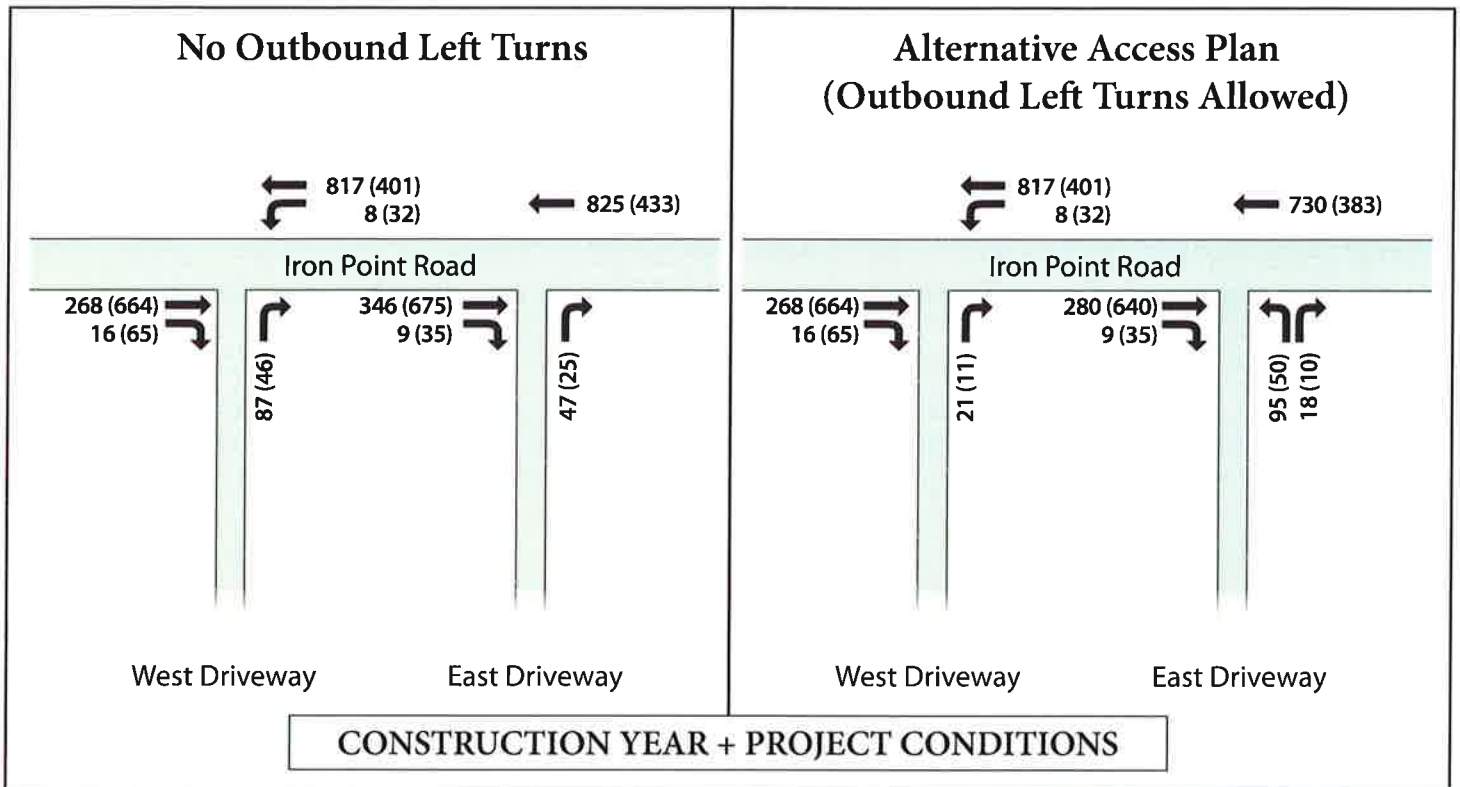 No Outbound Left Turns
817 (401)
8 (32)
825 (433)
Iron Point Road
268 (664)
16 (65)
87 (46)
346 (675)
9 (35)
47 (25)
West Driveway
East Driveway
Alternative Access Plan
(Outbound Left Turns Allowed)
817 (401)
8 (32)
730 (383)
Iron Point Road
268 (664)
16 (65)
21 (11)
280 (640)
9 (35)
95 (50)
18 (10)
West Driveway
East Driveway
CONSTRUCTION YEAR + PROJECT CONDITIONS